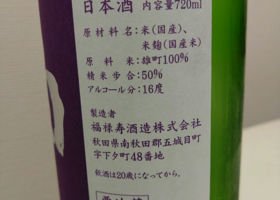 日本酒 内容量720ml
原材料名：米(国産)、
米麹(国産米)
原料米：雄町100%
精米歩合：50%
アルコール分：16度
製造者
福禄寿酒造株式会社
秋田県南秋田郡五城目町
字下タ町48番地
飲酒は20歳になってから。